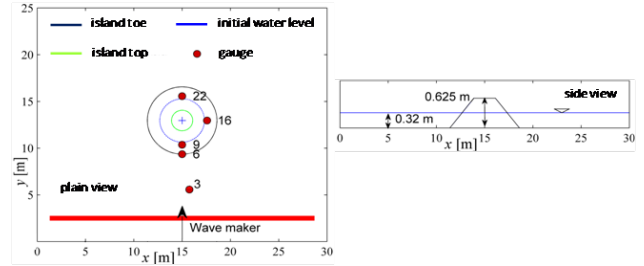 island toe
initial water level
island top
gauge
22
16
9
6
3
plain view
Wave maker
y [m]
25
20
15
10
5
0
0 5 10 15 20 25 30
x [m]
side view
0.625 m
0.32 m
0 5 10 15 20 25 30
x [m]